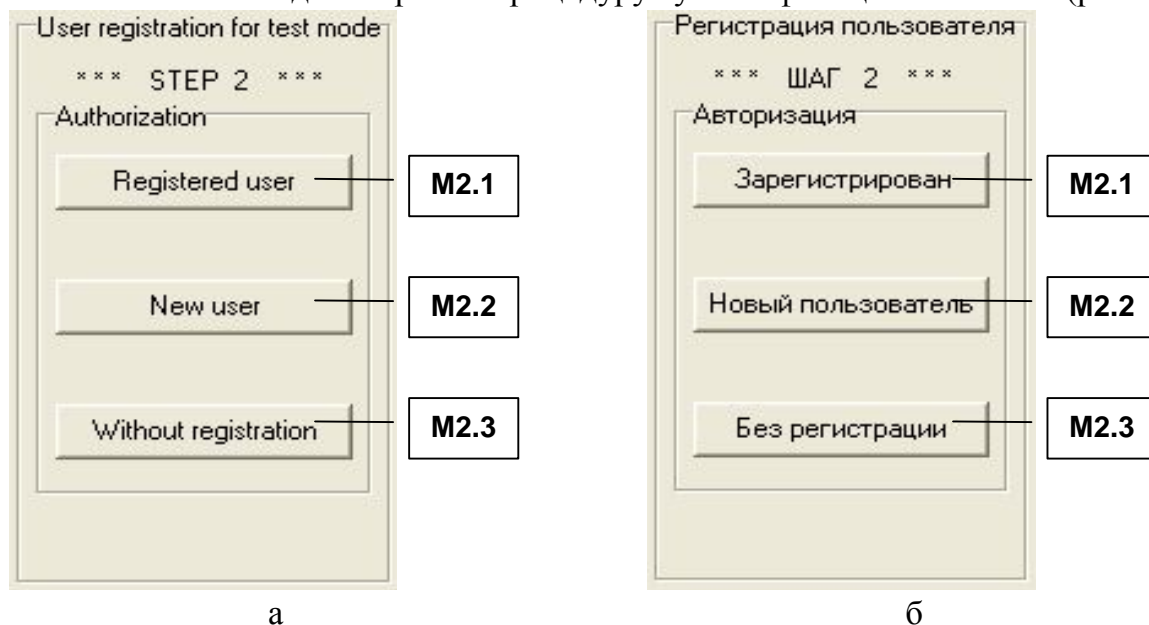 User registration for test mode
*** STEP 2 ***
Authorization
Registered user
M2.1
New user
M2.2
Without registration
M2.3
а
Регистрация пользователя
*** ШАГ 2 ***
Авторизация
Зарегистрирован
M2.1
Новый пользователь
M2.2
Без регистрации
M2.3
б